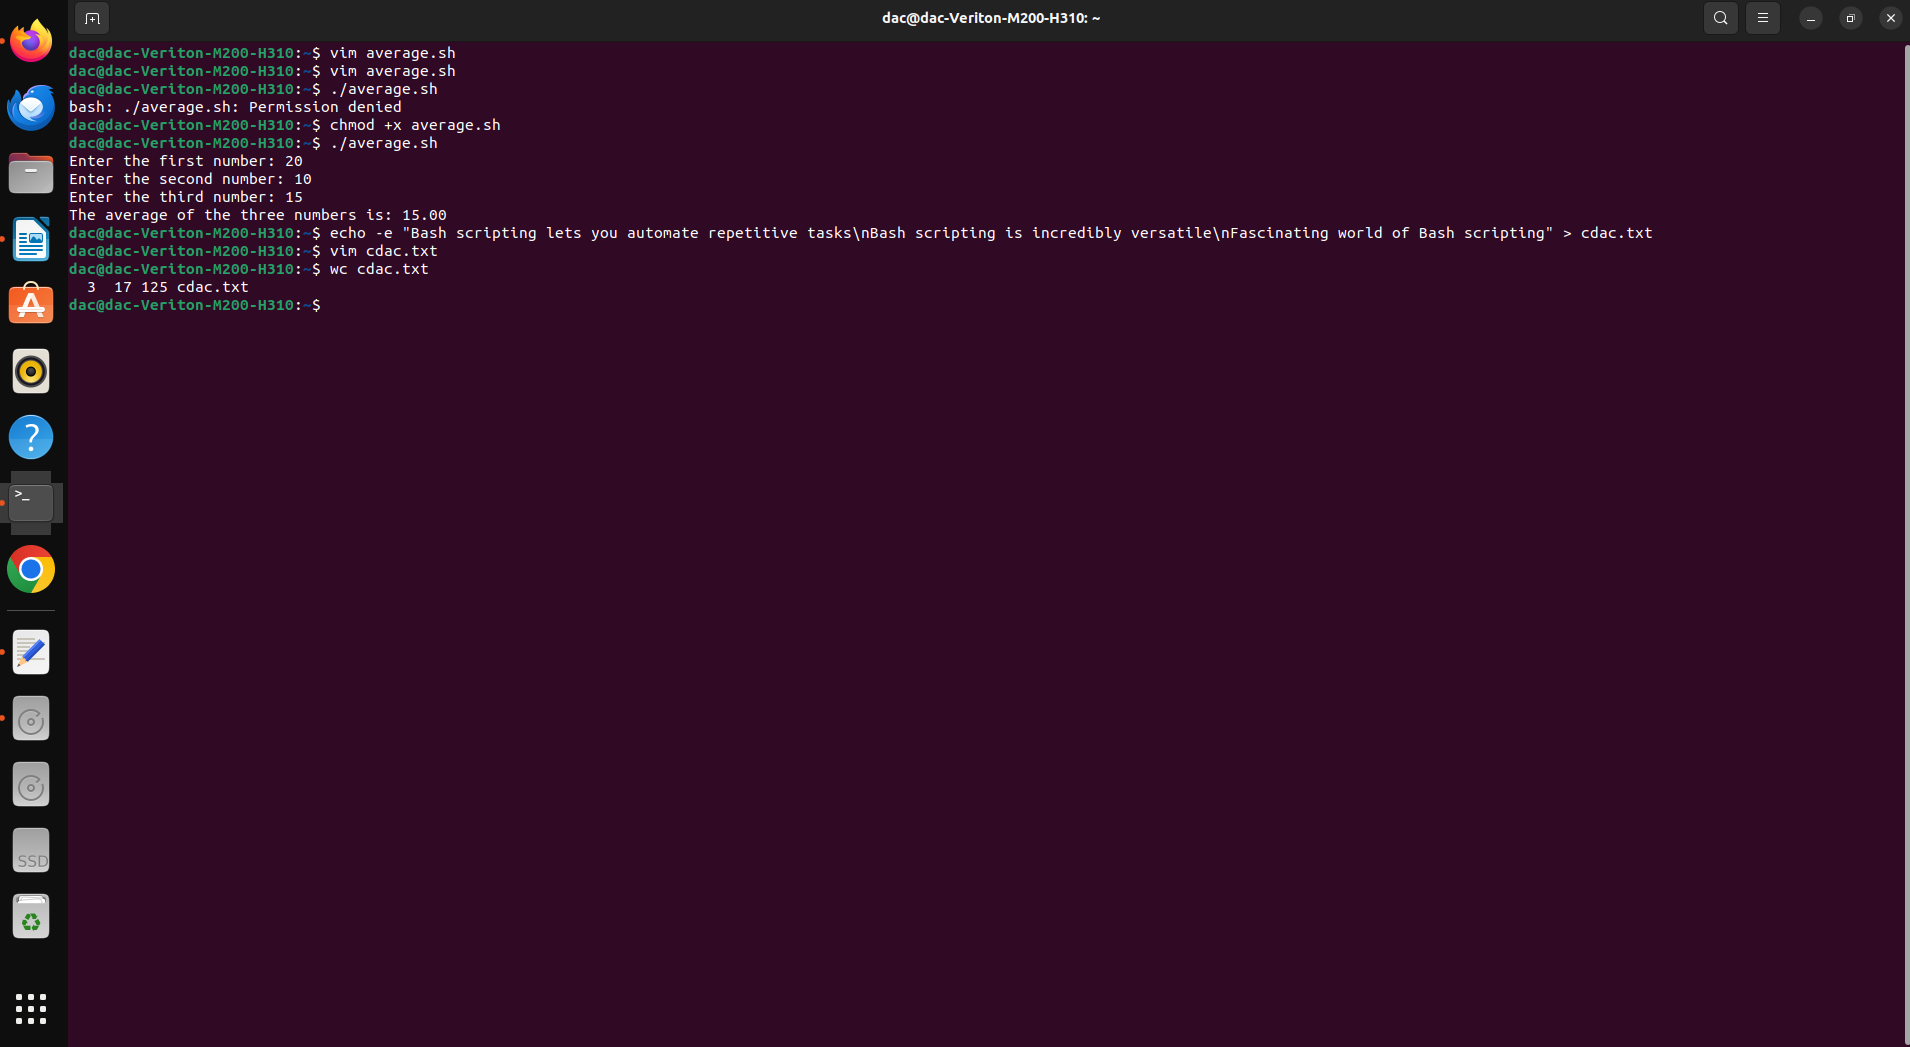 dac@dac-Veriton-M200-H310: ~
dac@dac-Veriton-M200-H310:~$ vim average.sh
dac@dac-Veriton-M200-H310:~$ vim average.sh
dac@dac-Veriton-M200-H310:~$ ./average.sh
bash: ./average.sh: Permission denied
dac@dac-Veriton-M200-H310:~$ chmod +x average.sh
dac@dac-Veriton-M200-H310:~$ ./average.sh
Enter the first number: 20
Enter the second number: 10
Enter the third number: 15
The average of the three numbers is: 15.00
dac@dac-Veriton-M200-H310:~$ echo -e "Bash scripting lets you automate repetitive tasks\nBash scripting is incredibly versatile\nFascinating world of Bash scripting" > cdac.txt
dac@dac-Veriton-M200-H310:~$ vim cdac.txt
dac@dac-Veriton-M200-H310:~$ wc cdac.txt
  3  17 125 cdac.txt
dac@dac-Veriton-M200-H310:~$
>_
SSD